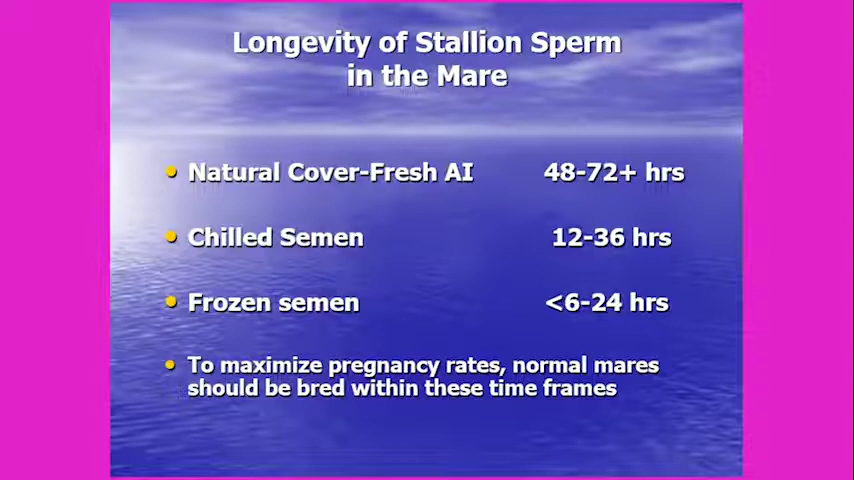 Longevity of Stallion Sperm
in the Mare
• Natural Cover-Fresh AI 48-72+ hrs
• Chilled Semen 12-36 hrs
• Frozen semen <6-24 hrs
• To maximize pregnancy rates, normal mares
should be bred within these time frames